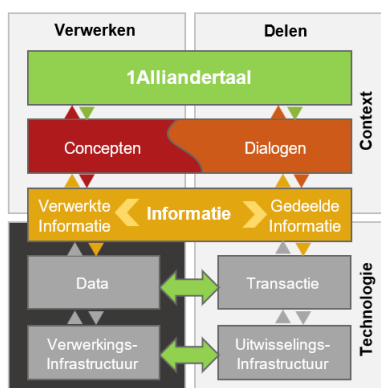 Verwerken
Delen
1Alliandertaal
Concepten
Dialogen
Context
Verwerkte
Informatie
Informatie
Gedeelde
Informatie
Data
Transactie
Technologie
Verwerkings-
Infrastructuur
Uitwisselings-
Infrastructuur